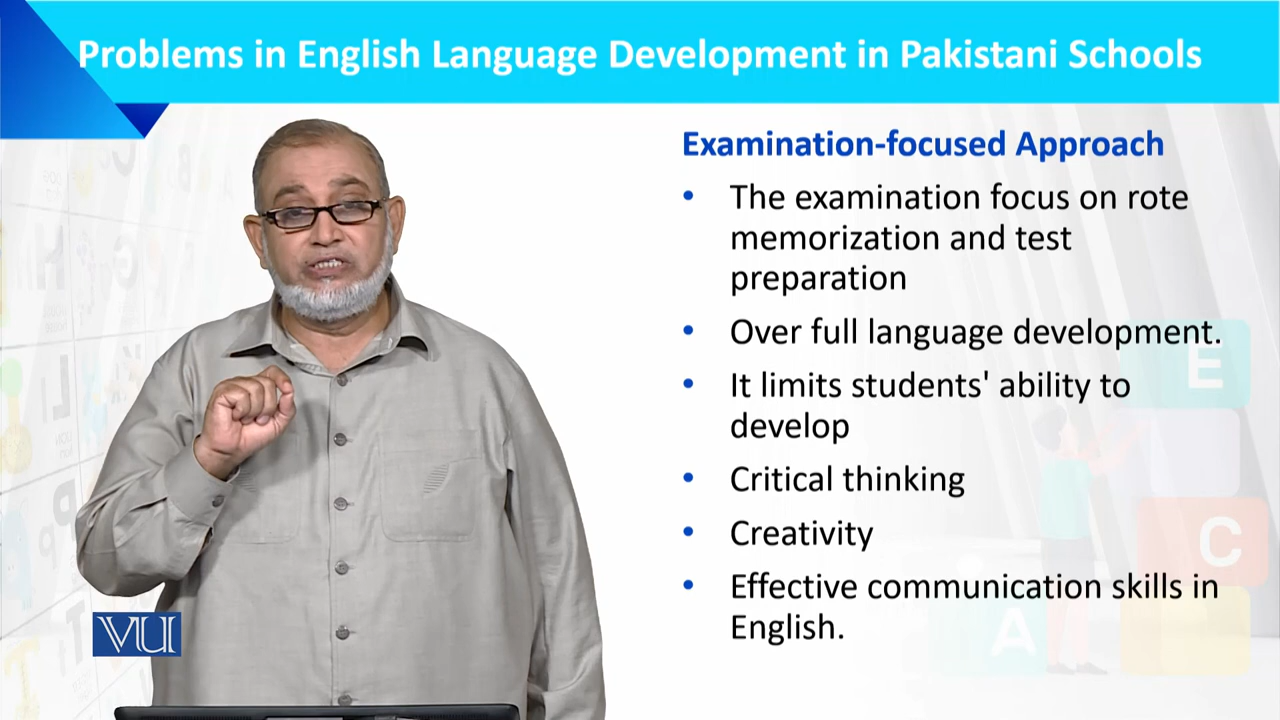 Problems in English Language Development in Pakistani Schools
Examination-focused Approach
• The examination focus on rote
memorization and test
preparation
• Over full language development.
• It limits students' ability to
develop
• Critical thinking
• Creativity
• Effective communication skills in
English.
VU
E
C
A